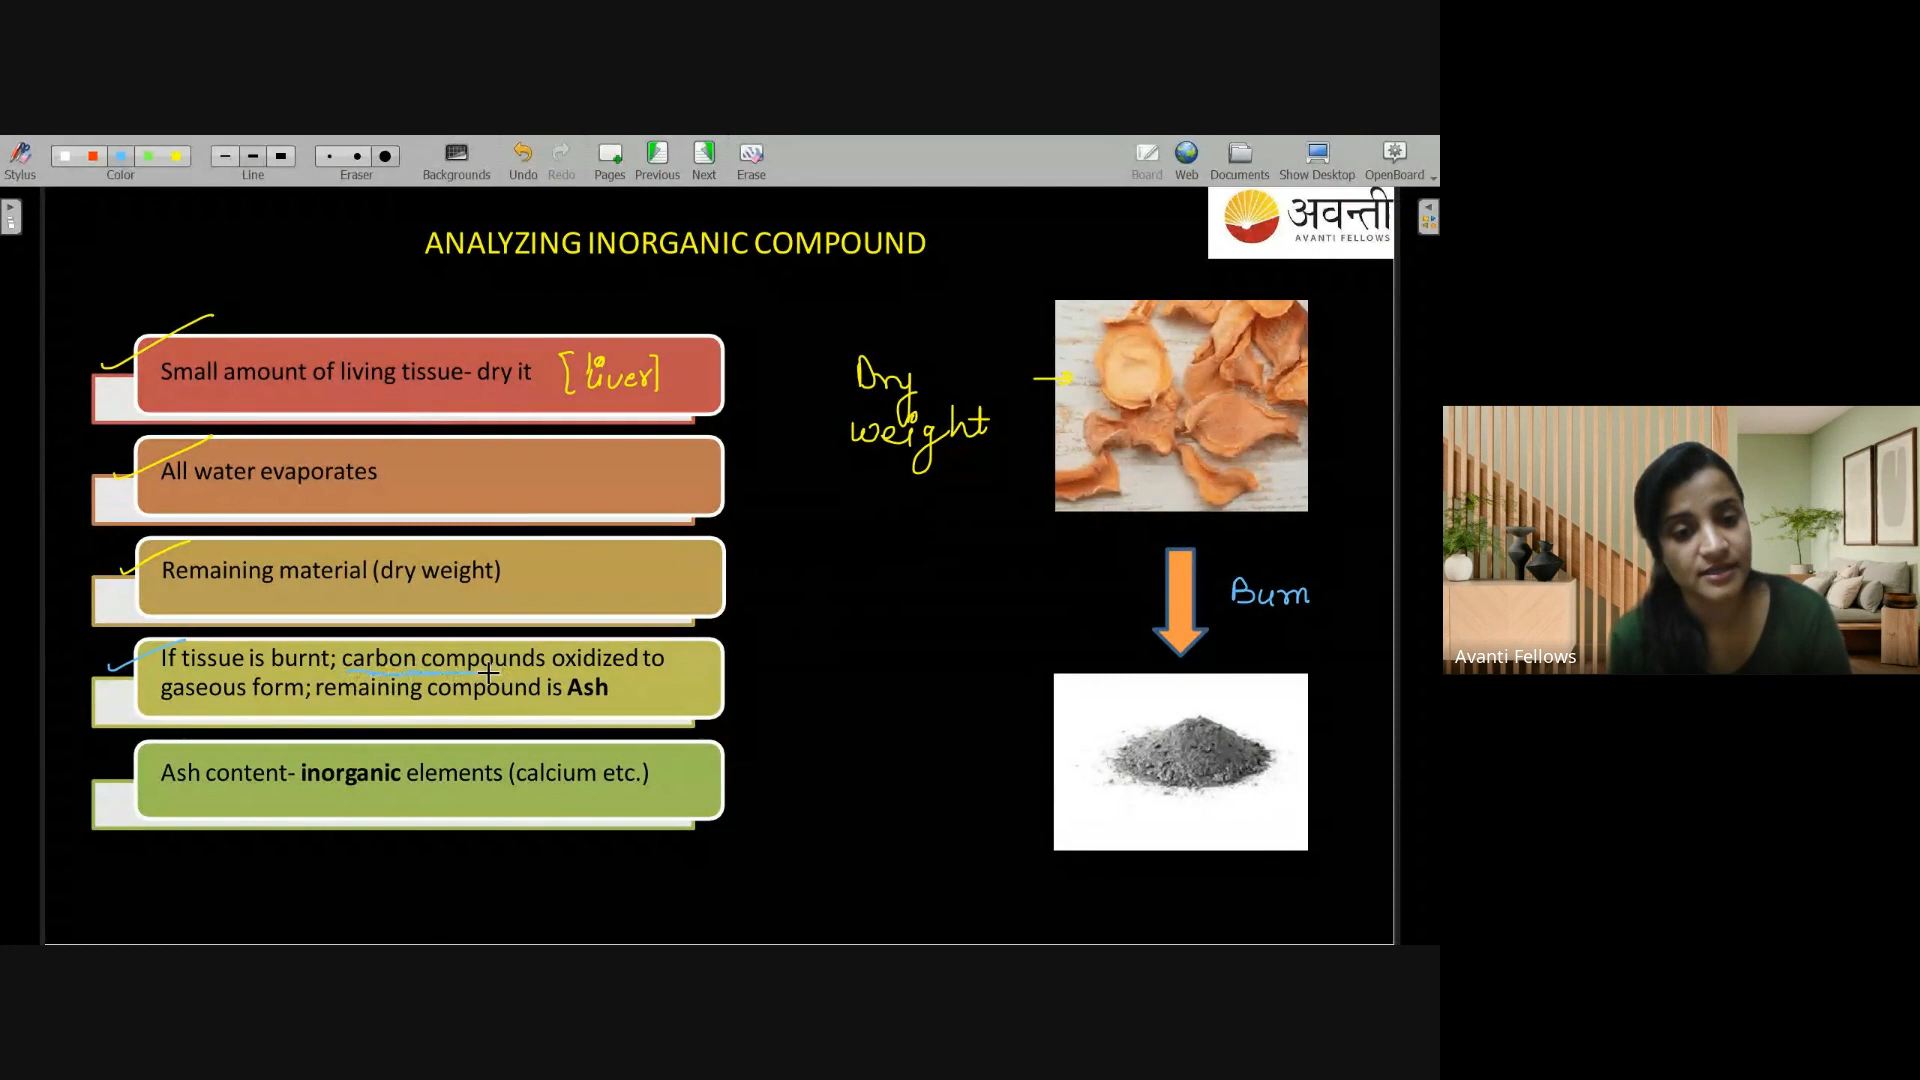 Stylus
Color
Line
Eraser
Backgrounds
Undo
Redo
Pages
Previous
Next
Erase
Board
Web
Documents
Show Desktop
OpenBoard
अवन्ती
AVANTI FELLOWS
ANALYZING INORGANIC COMPOUND
Small amount of living tissue- dry it [liver]
All water evaporates
Remaining material (dry weight)
If tissue is burnt; carbon compounds oxidized to
gaseous form; remaining compound is Ash
Ash content- inorganic elements (calcium etc.)
Dry
weight
Burn
Avanti Fellows